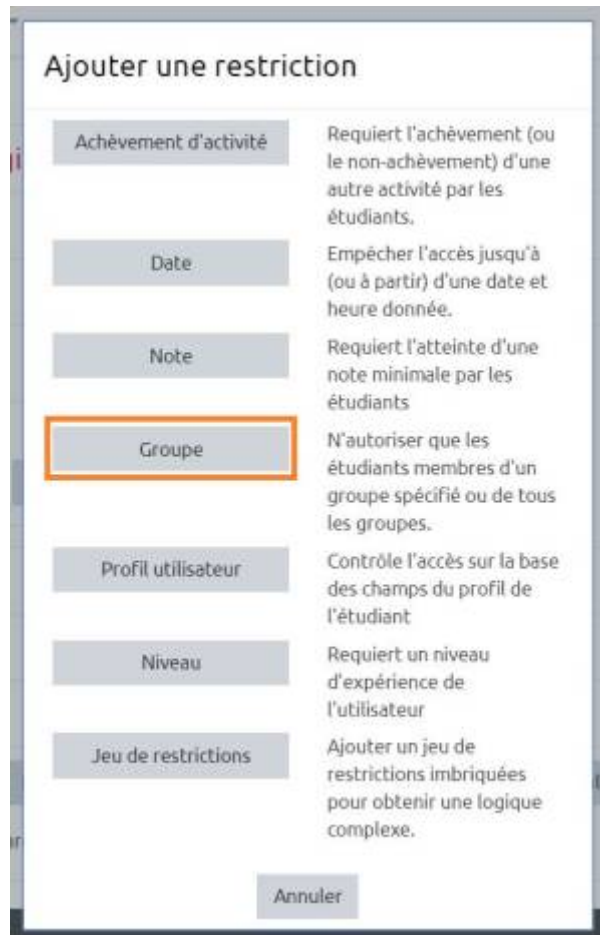 Ajouter une restriction
Achèvement d'activité
Requiert l'achèvement (ou
le non-achèvement) d'une
autre activité par les
étudiants.
Date
Empêcher l'accès jusqu'à
(ou à partir) d'une date et
heure donnée.
Note
Requiert l'atteinte d'une
note minimale par les
étudiants
Groupe
N'autoriser que les
étudiants membres d'un
groupe spécifié ou de tous
les groupes.
Profil utilisateur
Contrôle l'accès sur la base
des champs du profil de
l'étudiant
Niveau
Requiert un niveau
d'expérience de
l'utilisateur
Jeu de restrictions
Ajouter un jeu de
restrictions imbriquées
pour obtenir une logique
complexe.
Annuler